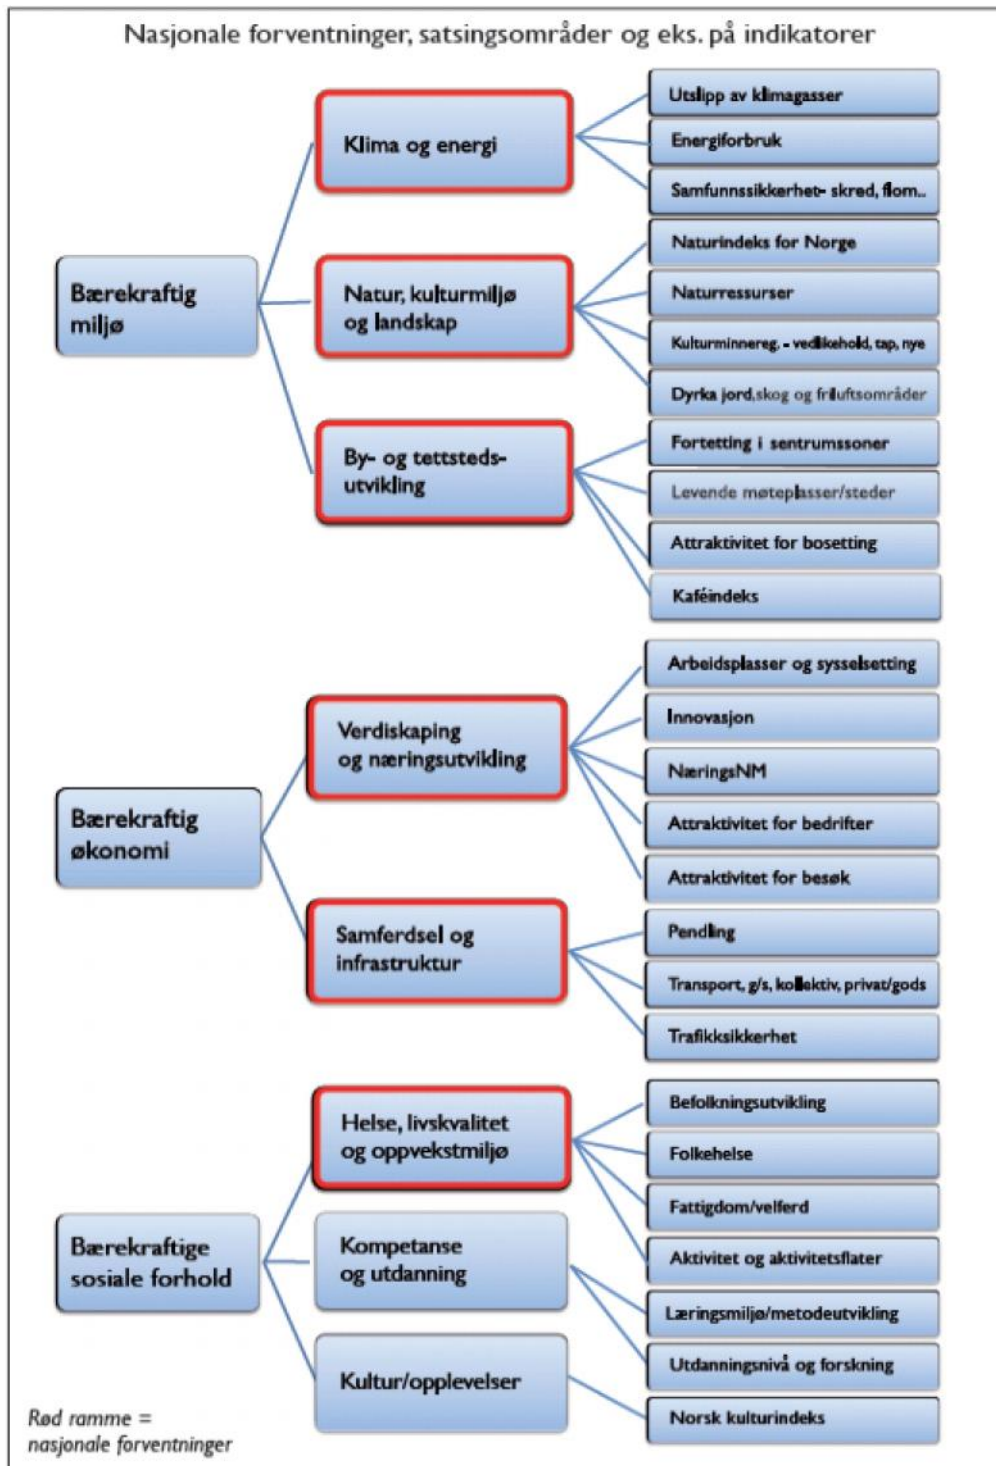 Nasjonale forventninger, satsingsområder og eks. på indikatorer
Bærekraftig
miljø
Klima og energi
Utslipp av klimagasser
Energiforbruk
Samfunnssikkerhet- skred, flom..
Natur, kulturmiljø
og landskap
Naturindeks for Norge
Naturressurser
Kulturminnereg. - vedlikehold, tap, nye
Dyrka jord,skog og friluftsområder
By- og tettsteds-
utvikling
Fortetting i sentrumssoner
Levende møteplasser/steder
Attraktivitet for bosetting
Kaféindeks
Bærekraftig
økonomi
Verdiskaping
og næringsutvikling
Arbeidsplasser og sysselsetting
Innovasjon
NæringsNM
Attraktivitet for bedrifter
Attraktivitet for besøk
Samferdsel og
infrastruktur
Pendling
Transport, g/s, kollektiv, privat/gods
Trafikksikkerhet
Bærekraftige
sosiale forhold
Helse, livskvalitet
og oppvekstmiljø
Befolkningsutvikling
Folkehelse
Fattigdom/velferd
Aktivitet og aktivitetsflater
Kompetanse
og utdanning
Læringsmiljø/metodeutvikling
Utdanningsnivå og forskning
Kultur/opplevelser
Norsk kulturindeks
Rød ramme =
nasjonale forventninger